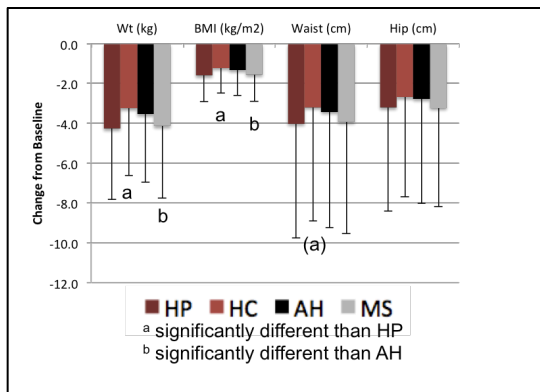 Wt (kg) BMI (kg/m2) Waist (cm) Hip (cm)
0.0
-2.0
-4.0
-6.0
-8.0
-10.0
-12.0
Change from Baseline
a
b
a
b
(a)
HP HC AH MS
a significantly different than HP
b significantly different than AH